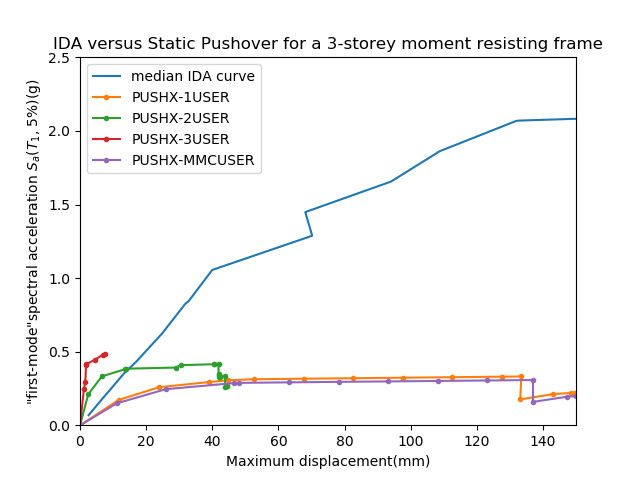 IDA versus Static Pushover for a 3-storey moment resisting frame
"first-mode"spectral acceleration $S_a(T_1$, 5%)(g)
2.5
2.0
1.5
1.0
0.5
0.0
median IDA curve
PUSHX-1USER
PUSHX-2USER
PUSHX-3USER
PUSHX-MMCUSER
0 20 40 60 80 100 120 140
Maximum displacement(mm)